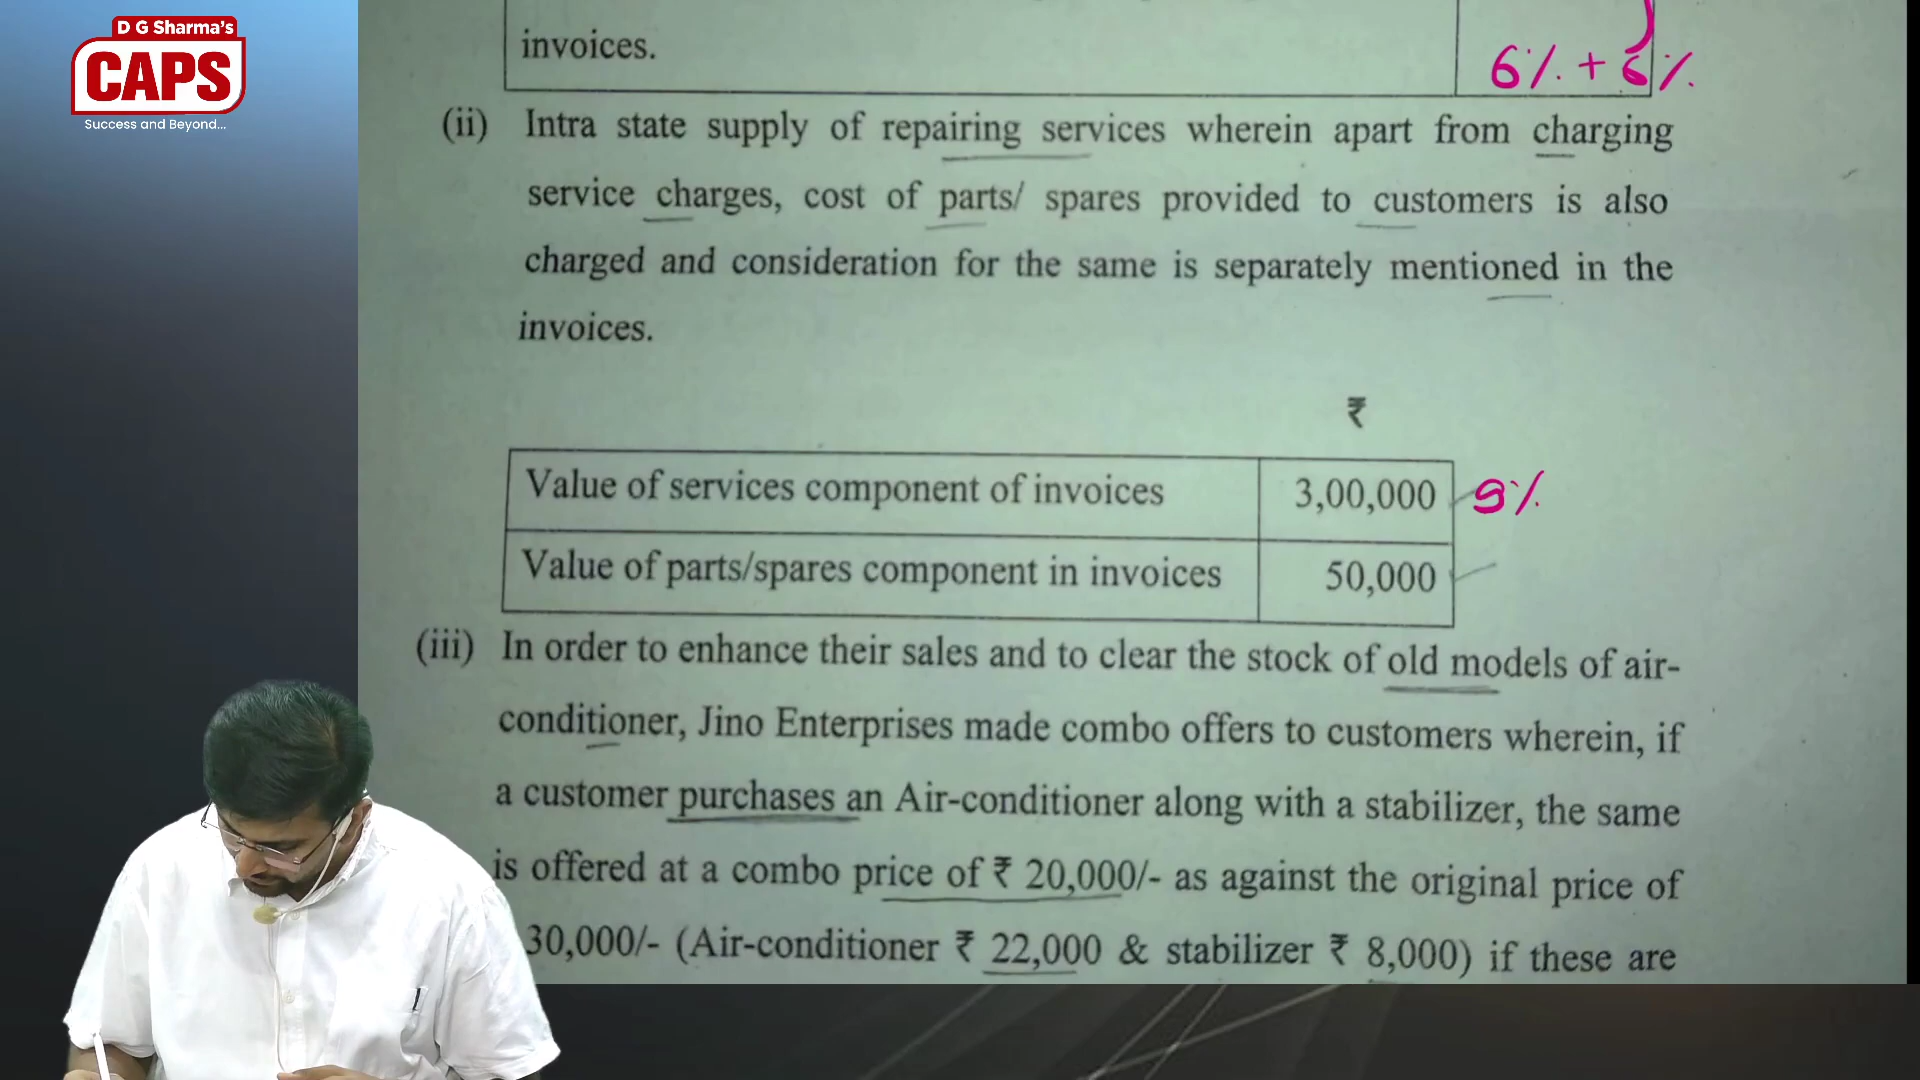 D G Sharma's
CAPS
Success and Beyond...
invoices.
6% + 6%
(ii) Intra state supply of repairing services wherein apart from charging
service charges, cost of parts/ spares provided to customers is also
charged and consideration for the same is separately mentioned in the
invoices.
₹
Value of services component of invoices 3,00,000 9%
Value of parts/spares component in invoices 50,000
(iii) In order to enhance their sales and to clear the stock of old models of air-
conditioner, Jino Enterprises made combo offers to customers wherein, if
a customer purchases an Air-conditioner along with a stabilizer, the same
is offered at a combo price of ₹ 20,000/- as against the original price of
30,000/- (Air-conditioner ₹ 22,000 & stabilizer ₹ 8,000) if these are